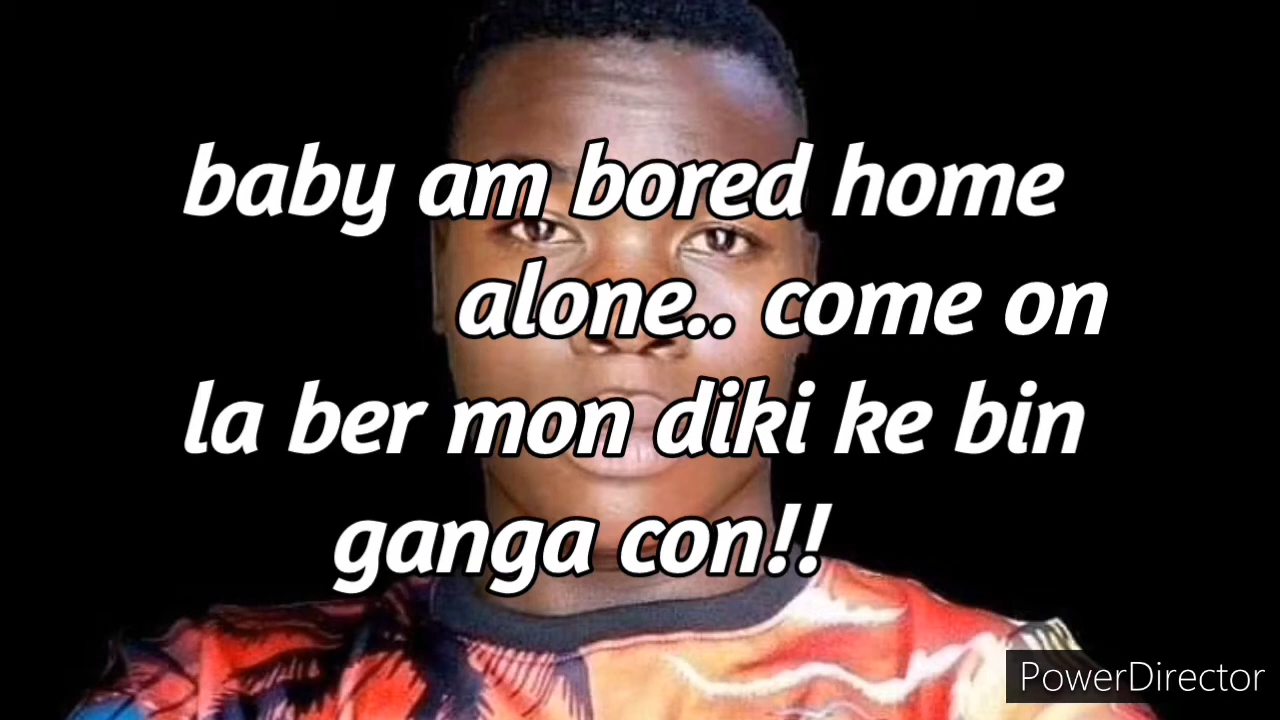 baby am bored home
alone.. come on
la ber mon diki ke bin
ganga con!!
PowerDirector